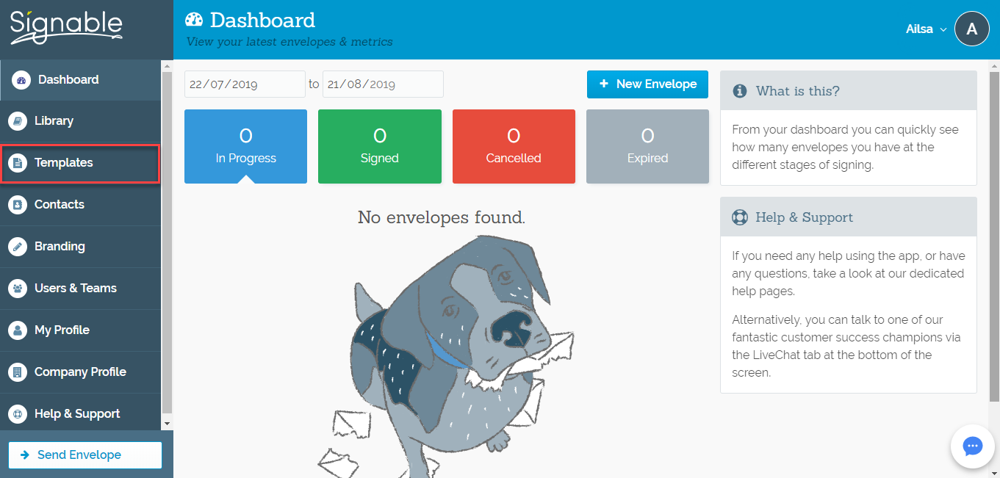 Signable
Dashboard
View your latest envelopes & metrics
Ailsa
A
Dashboard
Library
Templates
Contacts
Branding
Users & Teams
My Profile
Company Profile
Help & Support
Send Envelope
22/07/2019 to 21/08/2019
+ New Envelope
0
In Progress
0
Signed
0
Cancelled
0
Expired
No envelopes found.
What is this?
From your dashboard you can quickly see
how many envelopes you have at the
different stages of signing.
Help & Support
If you need any help using the app, or have
any questions, take a look at our dedicated
help pages.
Alternatively, you can talk to one of our
fantastic customer success champions via
the LiveChat tab at the bottom of the
screen.